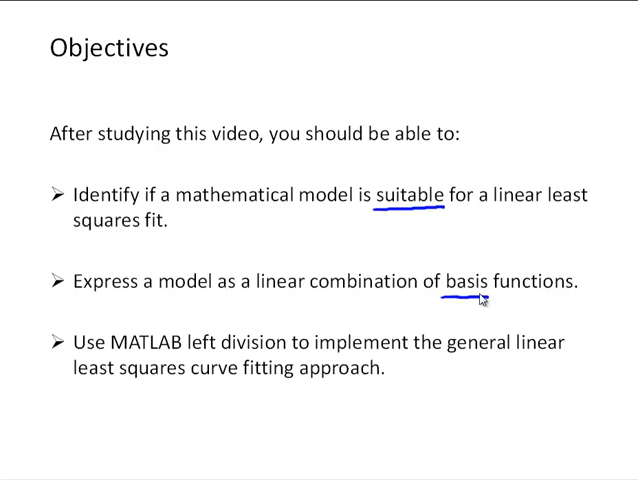 Objectives
After studying this video, you should be able to:
➢ Identify if a mathematical model is suitable for a linear least
squares fit.
➢ Express a model as a linear combination of basis functions.
➢ Use MATLAB left division to implement the general linear
least squares curve fitting approach.